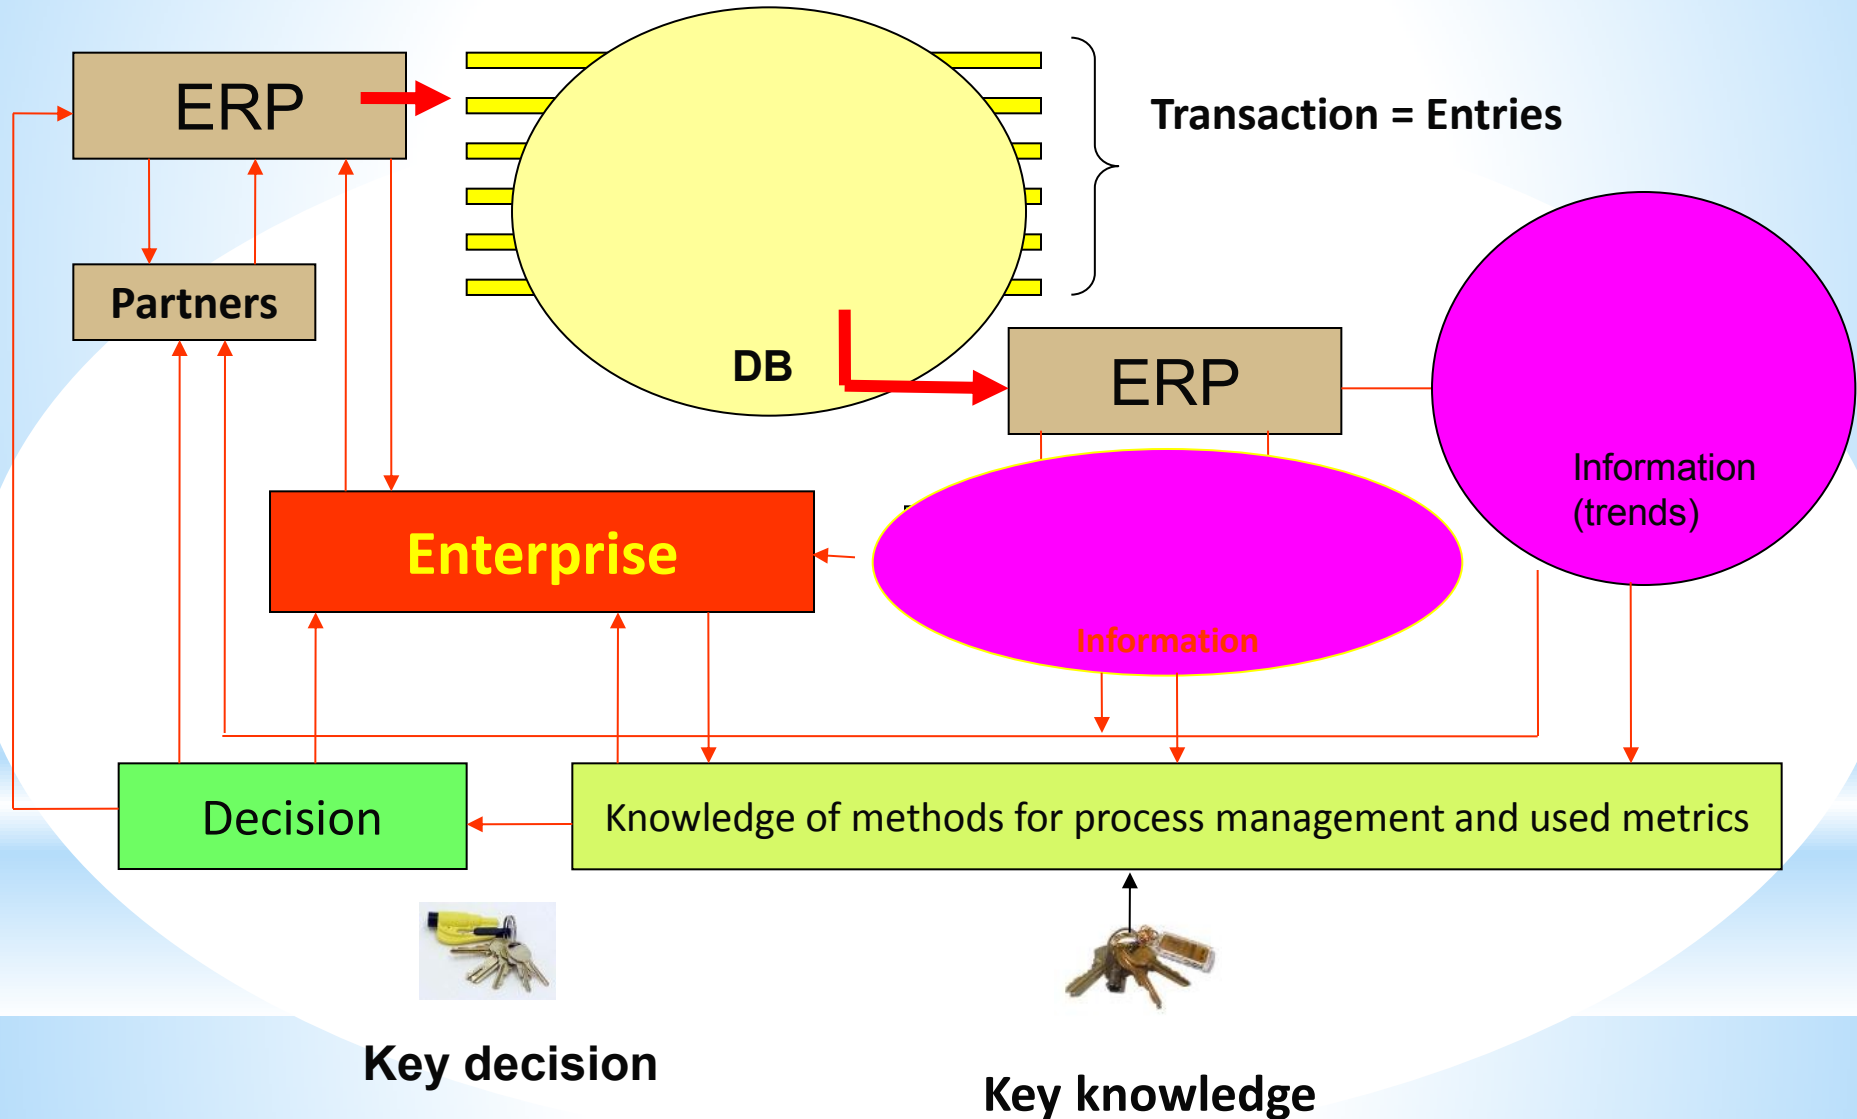 ERP
Transaction = Entries
Partners
DB
ERP
Information
(trends)
Enterprise
Information
Decision
Knowledge of methods for process management and used metrics
Key decision
Key knowledge